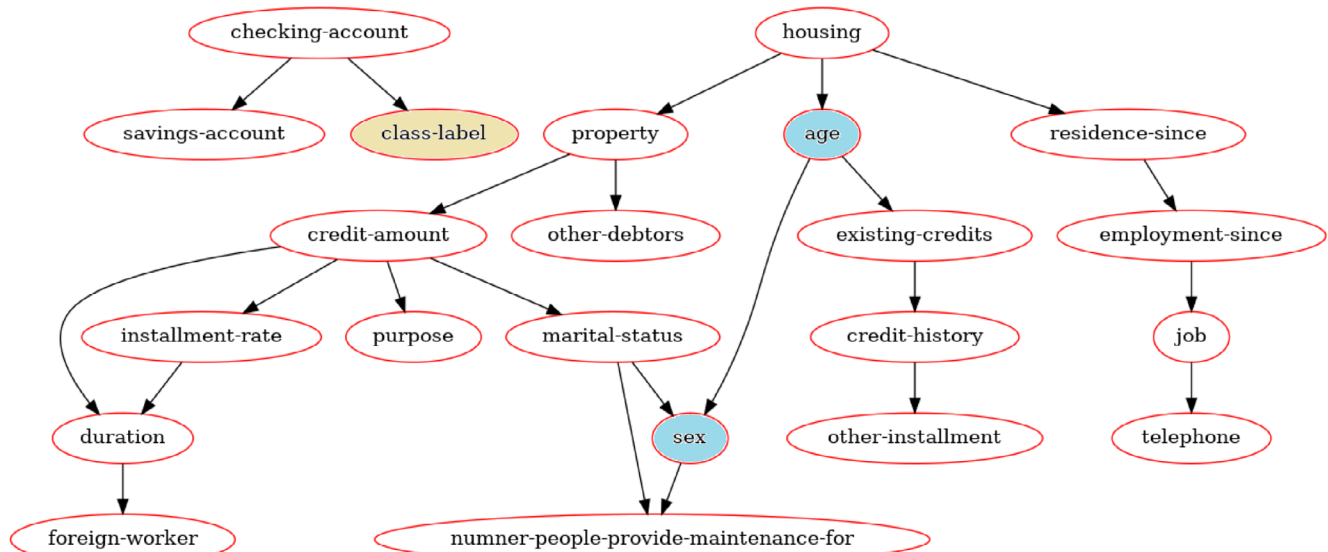 checking-account
housing
savings-account
class-label
property
age
residence-since
credit-amount
other-debtors
existing-credits
employment-since
installment-rate
purpose
marital-status
credit-history
job
duration
sex
other-installment
telephone
foreign-worker
numner-people-provide-maintenance-for